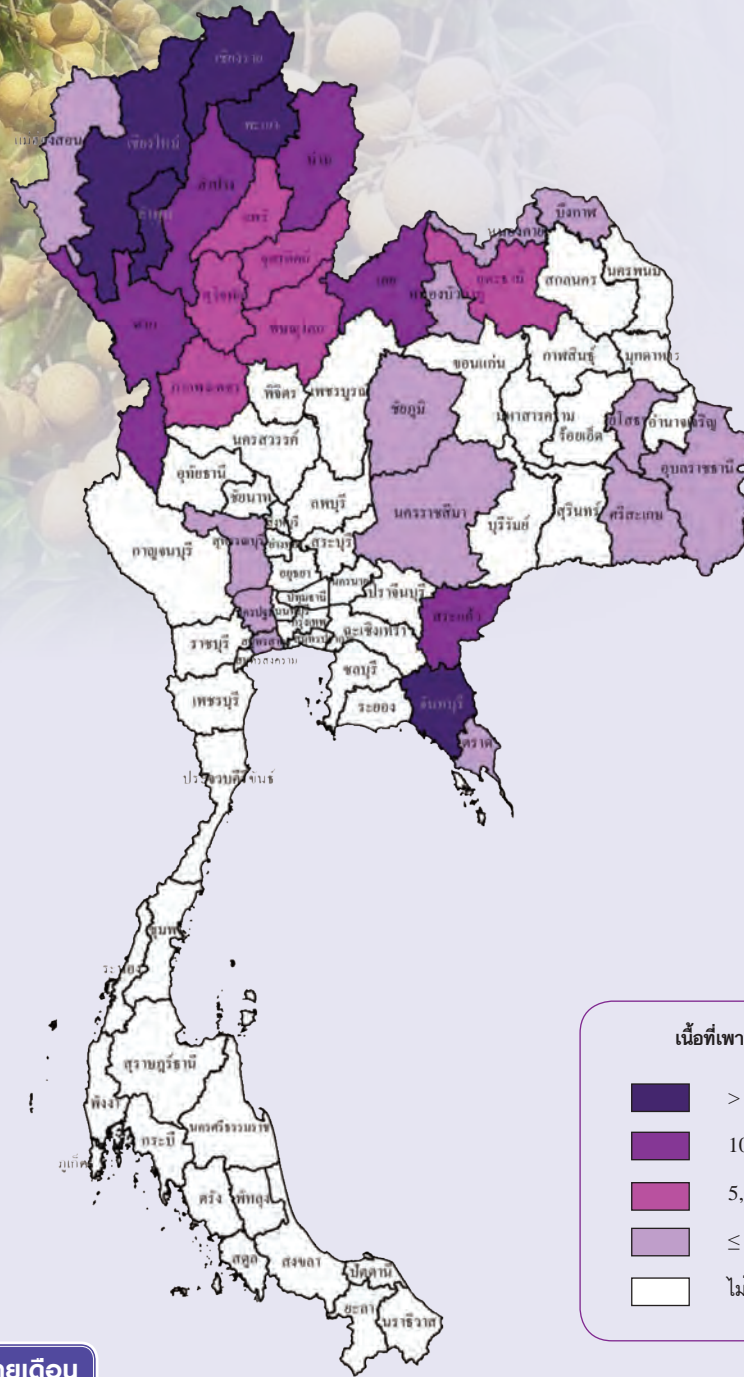 เชียงราย
เชียงใหม่
พะเยา
น่าน
ลำปาง
ลำพูน
แพร่
อุตรดิตถ์
สุโขทัย
ตาก
พิษณุโลก
กำแพงเพชร
เลย
หนองคาย
บึงกาฬ
อุดรธานี
สกลนคร
นครพนม
ขอนแก่น
กาฬสินธุ์
มุกดาหาร
พิจิตร
เพชรบูรณ์
ชัยภูมิ
มหาสารคาม
ร้อยเอ็ด
ยโสธร
อำนาจเจริญ
อุบลราชธานี
นครสวรรค์
อุทัยธานี
ชัยนาท
ลพบุรี
นครราชสีมา
บุรีรัมย์
สุรินทร์
ศรีสะเกษ
สุพรรณบุรี
สระบุรี
กาญจนบุรี
อยุธยา
นครนายก
ปราจีนบุรี
ปทุมธานี
กรุงเทพ
สระแก้ว
ฉะเชิงเทรา
ราชบุรี
ชลบุรี
เพชรบุรี
ระยอง
จันทบุรี
ตราด
ประจวบคีรีขันธ์
ชุมพร
ระนอง
สุราษฎร์ธานี
พังงา
นครศรีธรรมราช
กระบี่
ภูเก็ต
ตรัง
พัทลุง
สตูล
สงขลา
ปัตตานี
ยะลา
นราธิวาส
เนื้อที่เพา
>
10
5,
≤
ไม่
ายเดือน